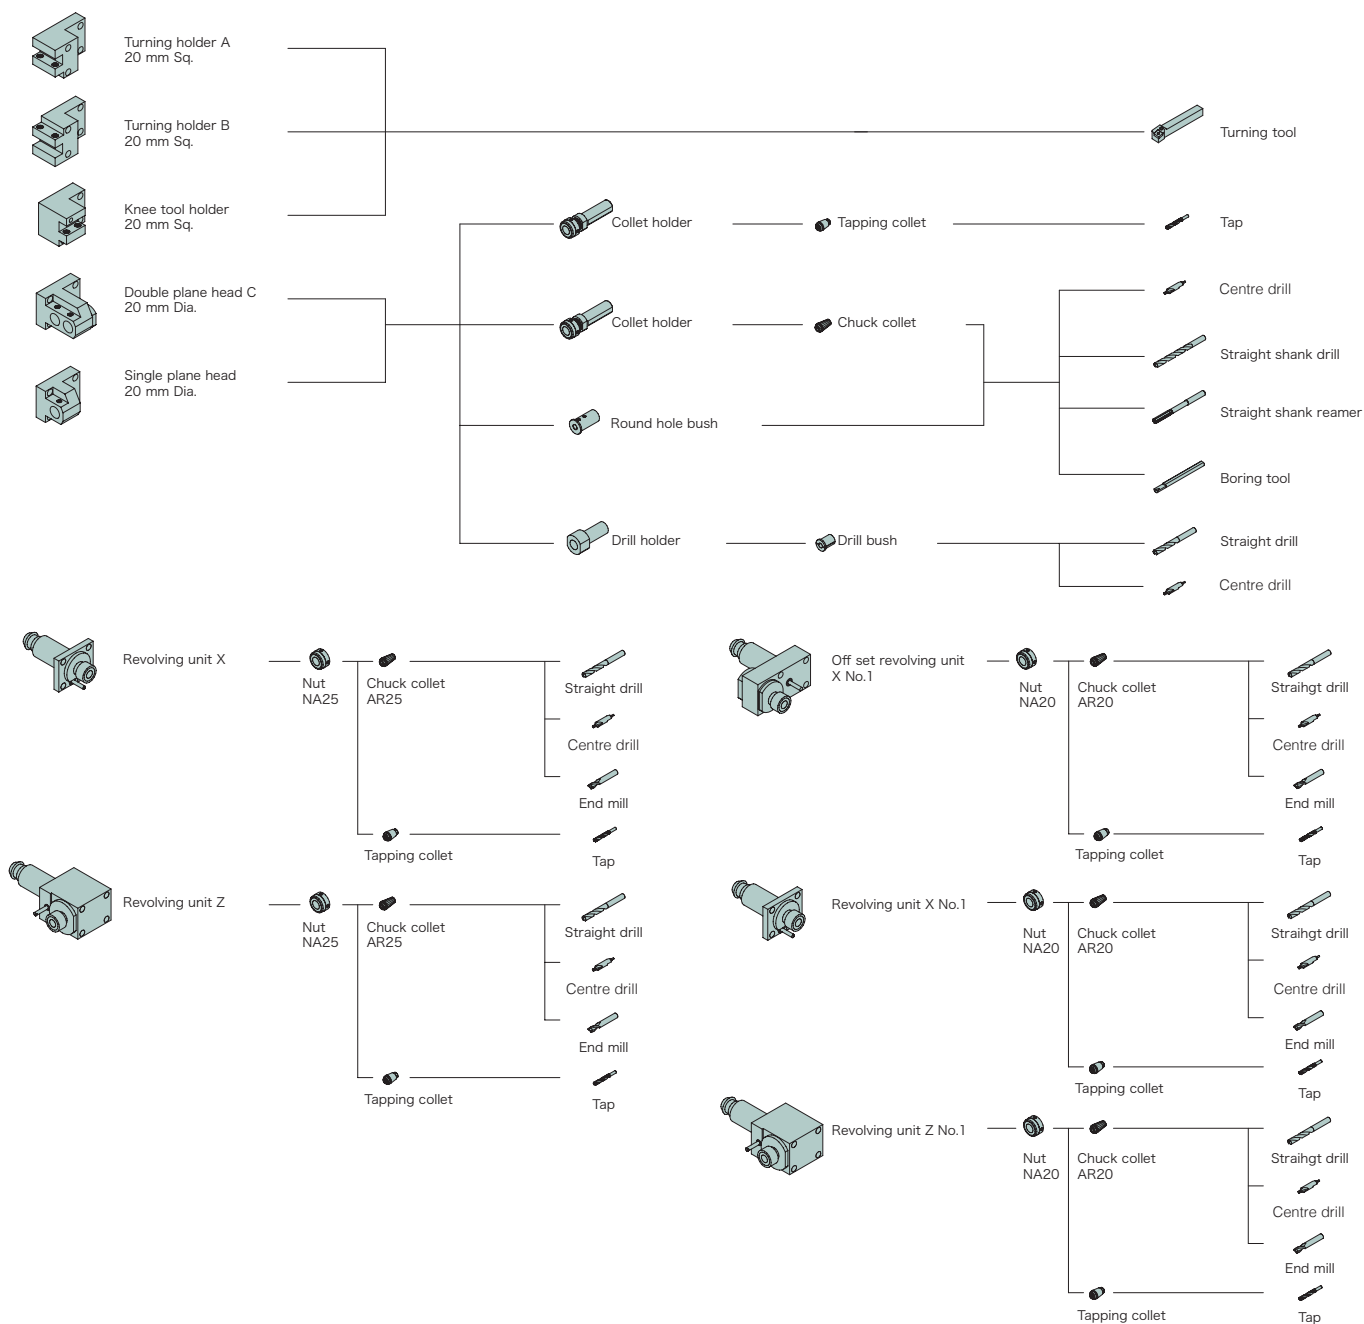 Turning holder A
20 mm Sq.
Turning holder B
20 mm Sq.
Turning tool
Knee tool holder
20 mm Sq.
Collet holder
Tapping collet
Tap
Double plane head C
20 mm Dia.
Centre drill
Collet holder
Chuck collet
Straight shank drill
Single plane head
20 mm Dia.
Straight shank reamer
Round hole bush
Boring tool
Drill holder
Drill bush
Straight drill
Centre drill
Revolving unit X
Nut
NA25
Chuck collet
AR25
Straight drill
Centre drill
End mill
Tapping collet
Tap
Revolving unit Z
Nut
NA25
Chuck collet
AR25
Straight drill
Centre drill
End mill
Tapping collet
Tap
Off set revolving unit
X No.1
Nut
NA20
Chuck collet
AR20
Straihgt drill
Centre drill
End mill
Tapping collet
Tap
Revolving unit X No.1
Nut
NA20
Chuck collet
AR20
Straihgt drill
Centre drill
End mill
Tapping collet
Tap
Revolving unit Z No.1
Nut
NA20
Chuck collet
AR20
Straihgt drill
Centre drill
End mill
Tapping collet
Tap